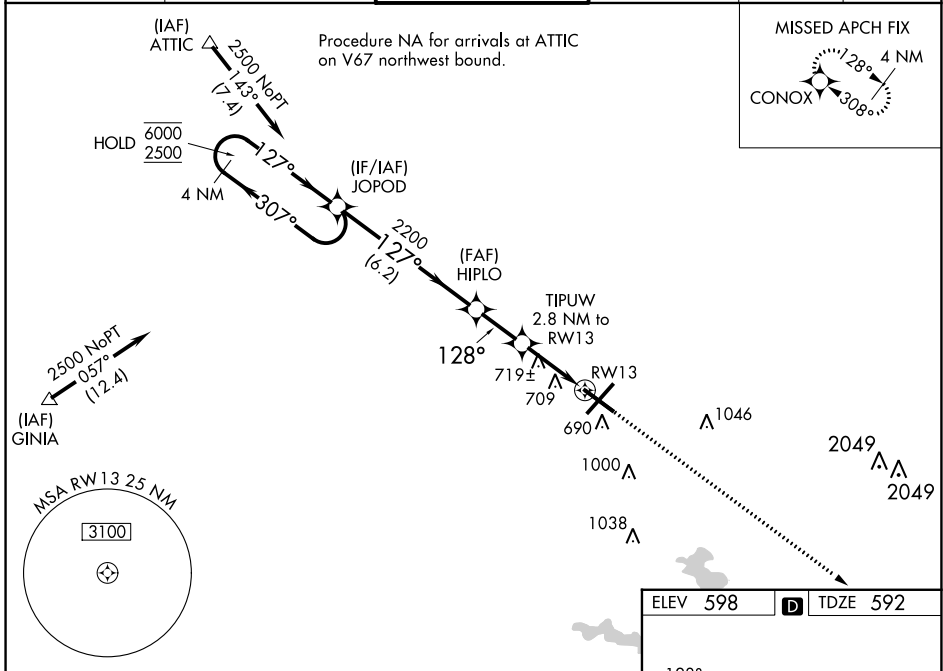 (IAF)
ATTIC
2500 NoPT
143°
(7.4)
Procedure NA for arrivals at ATTIC
on V67 northwest bound.
MISSED APCH FIX
128°
4 NM
CONOX
308°
HOLD 6000
2500
4 NM
127°
307°
(IF/IAF)
JOPOD
2200
127°
(6.2)
(FAF)
HIPLO
TIPUW
2.8 NM to
RW13
128°
719±
709
RW13
690
1046
1000
1038
2049
2049
2500 NoPT
057°
(12.4)
(IAF)
GINIA
MSA RW13 25 NM
3100
ELEV 598
D
TDZE 592